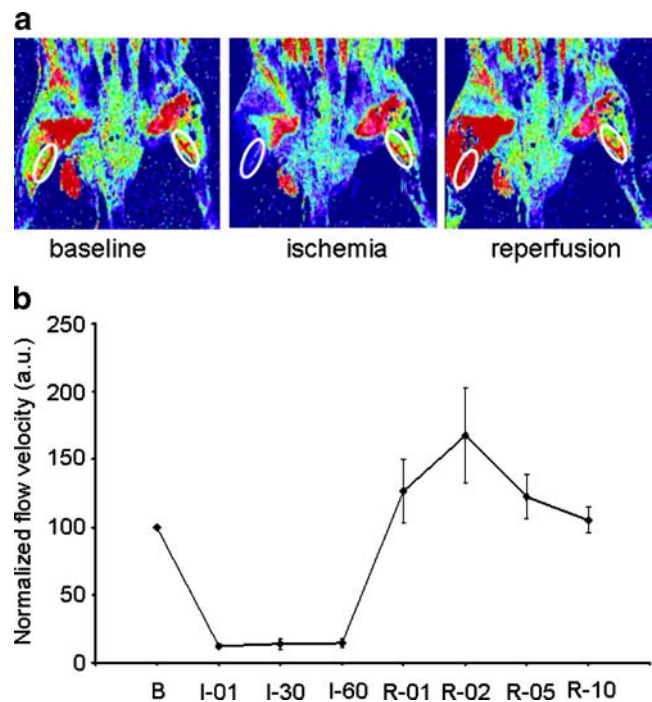 a
baseline ischemia reperfusion
b
Normalized flow velocity (a.u.)
250
200
150
100
50
0
B I-01 I-30 I-60 R-01 R-02 R-05 R-10